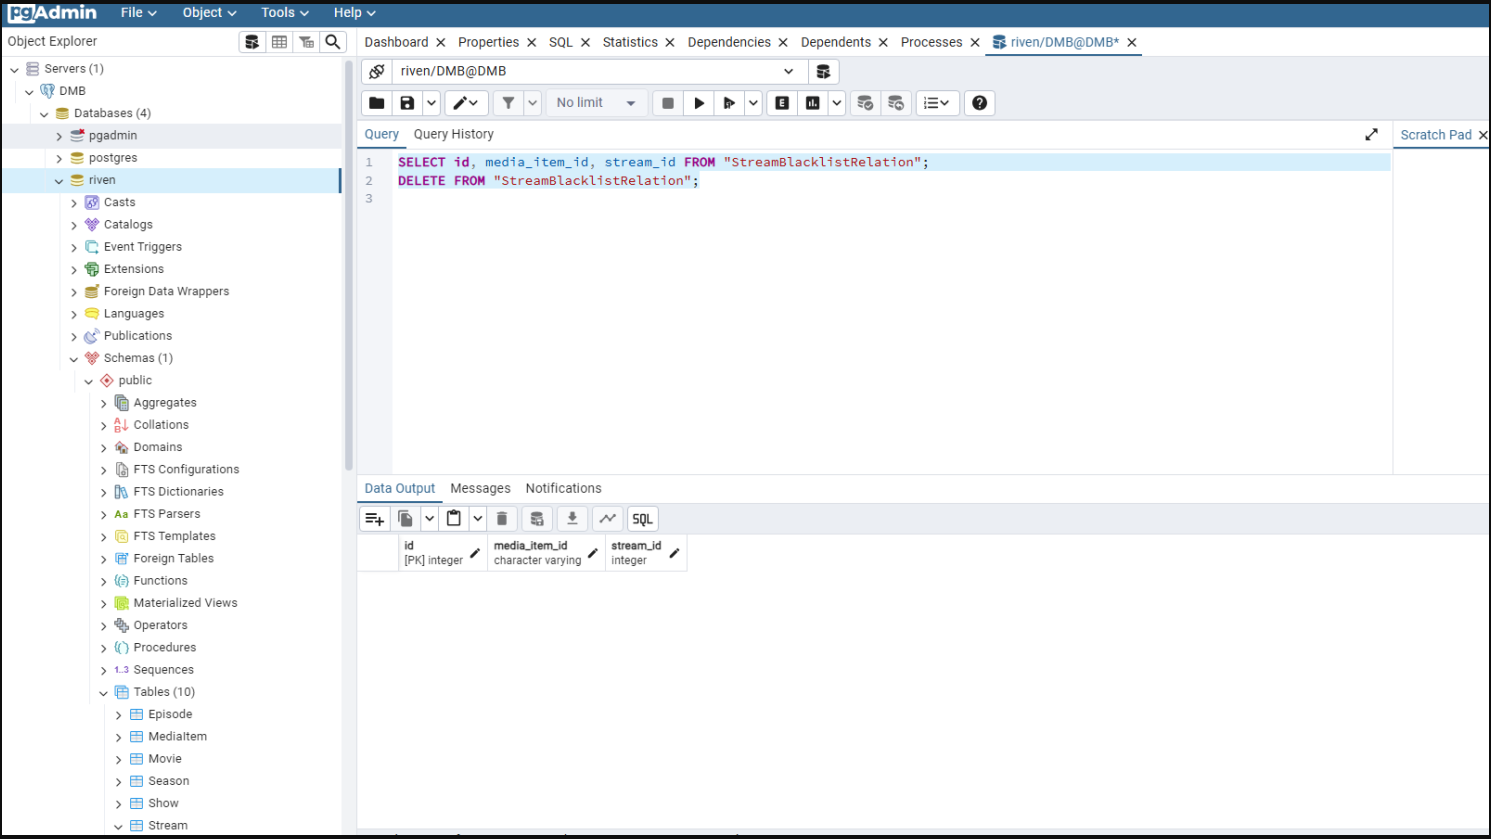 pgAdmin File Object Tools Help
Object Explorer
Dashboard Properties SQL Statistics Dependencies Dependents Processes riven/DMB@DMB*
Servers (1)
riven/DMB@DMB
DMB
Databases (4)
No limit
pgadmin
Query Query History Scratch Pad
postgres
1 SELECT id, media_item_id, stream_id FROM "StreamBlacklistRelation";
riven
2 DELETE FROM "StreamBlacklistRelation";
3
Casts
Catalogs
Event Triggers
Extensions
Foreign Data Wrappers
Languages
Publications
Schemas (1)
public
Aggregates
Collations
Domains
FTS Configurations
FTS Dictionaries
FTS Parsers
FTS Templates
Foreign Tables
Functions
Materialized Views
Operators
Procedures
1..3 Sequences
Tables (10)
Episode
MediaItem
Movie
Season
Show
Stream
Data Output Messages Notifications
SQL
id media_item_id stream_id
[PK] integer character varying integer